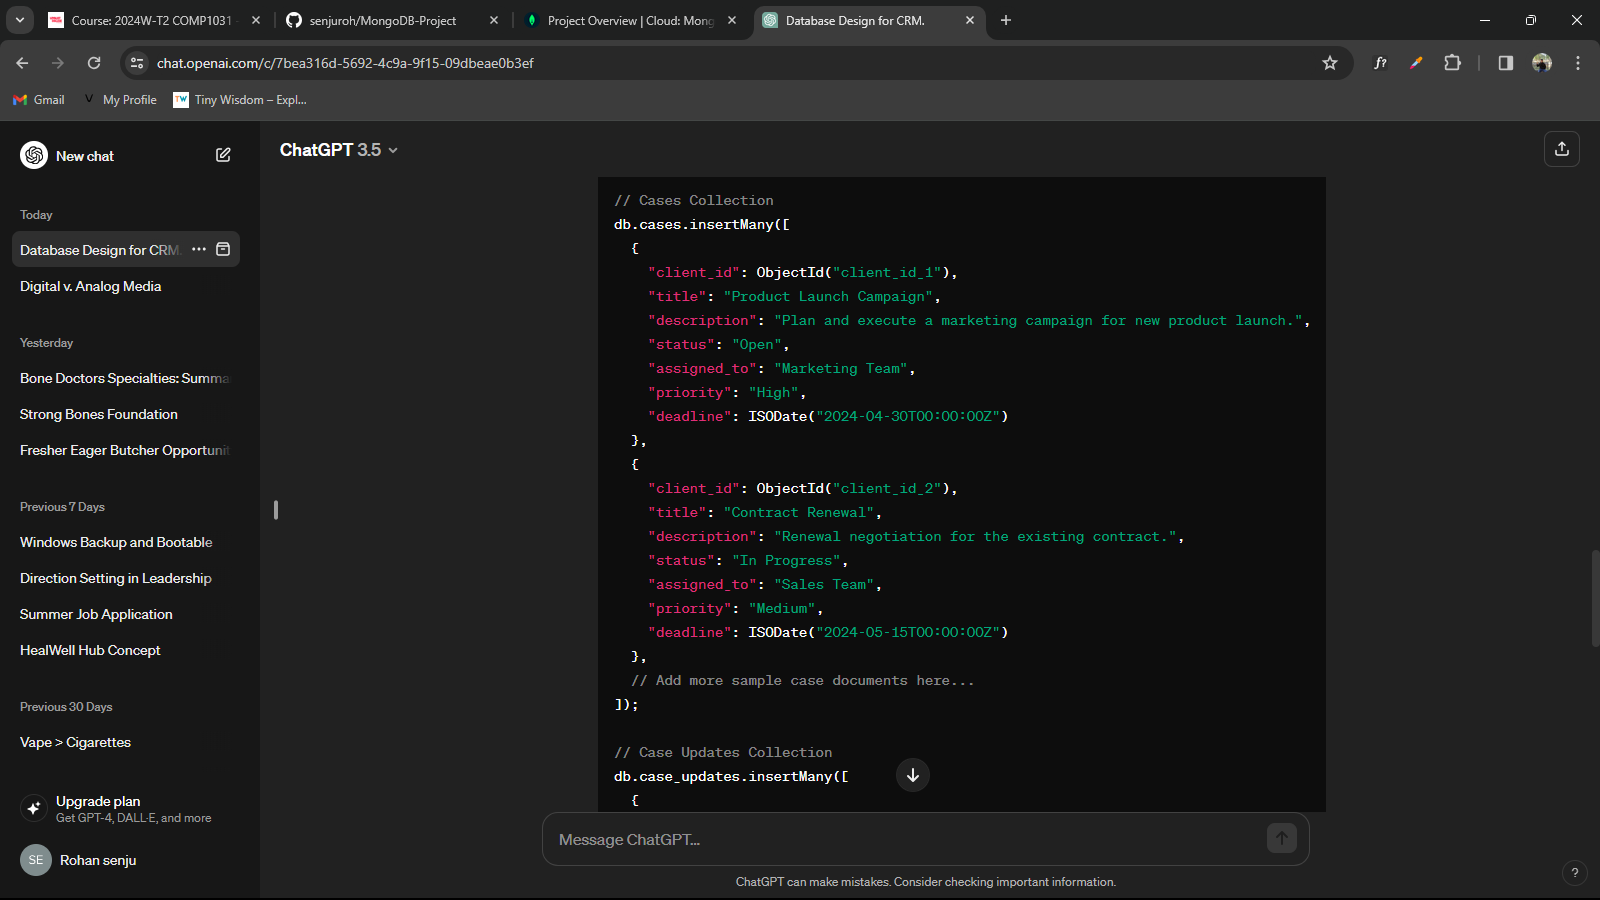 Course: 2024W-T2 COMP1031
senjuroh/MongoDB-Project
Project Overview | Cloud: Mong
Database Design for CRM.
chat.openai.com/c/7bea316d-5692-4c9a-9f15-09dbeae0b3ef
f?
Gmail
My Profile
TW
Tiny Wisdom – Expl...
New chat
ChatGPT 3.5
Today
Database Design for CRM
Digital v. Analog Media
Yesterday
Bone Doctors Specialties: Summa
Strong Bones Foundation
Fresher Eager Butcher Opportunit
Previous 7 Days
Windows Backup and Bootable
Direction Setting in Leadership
Summer Job Application
HealWell Hub Concept
Previous 30 Days
Vape > Cigarettes
Upgrade plan
Get GPT-4, DALL·E, and more
SE
Rohan senju
// Cases Collection
db.cases.insertMany([
{
"client_id": ObjectId("client_id_1"),
"title": "Product Launch Campaign",
"description": "Plan and execute a marketing campaign for new product launch.",
"status": "Open",
"assigned_to": "Marketing Team",
"priority": "High",
"deadline": ISODate("2024-04-30T00:00:00Z")
},
{
"client_id": ObjectId("client_id_2"),
"title": "Contract Renewal",
"description": "Renewal negotiation for the existing contract.",
"status": "In Progress",
"assigned_to": "Sales Team",
"priority": "Medium",
"deadline": ISODate("2024-05-15T00:00:00Z")
},
// Add more sample case documents here...
]);
// Case Updates Collection
db.case_updates.insertMany([
{
Message ChatGPT...
ChatGPT can make mistakes. Consider checking important information.
?